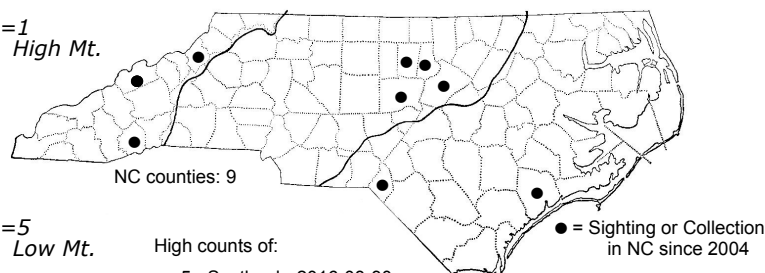 =1
High Mt.
NC counties: 9
=5
Low Mt.
High counts of:
● = Sighting or Collection
in NC since 2004